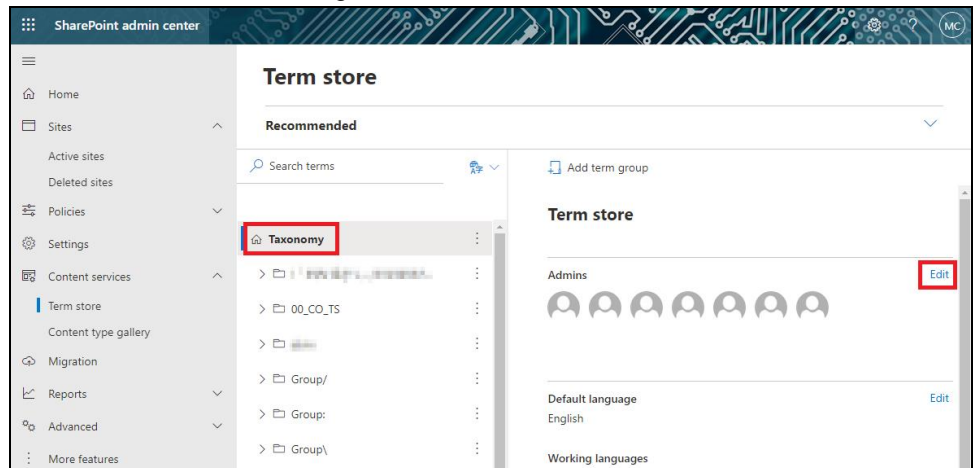 SharePoint admin center
?
MC
Home
Sites
Active sites
Deleted sites
Policies
Settings
Content services
Term store
Content type gallery
Migration
Reports
Advanced
More features
Term store
Recommended
Search terms
Taxonomy
00_CO_TS
Group/
Group:
Group\
Add term group
Term store
Admins
Edit
Default language
Edit
English
Working languages